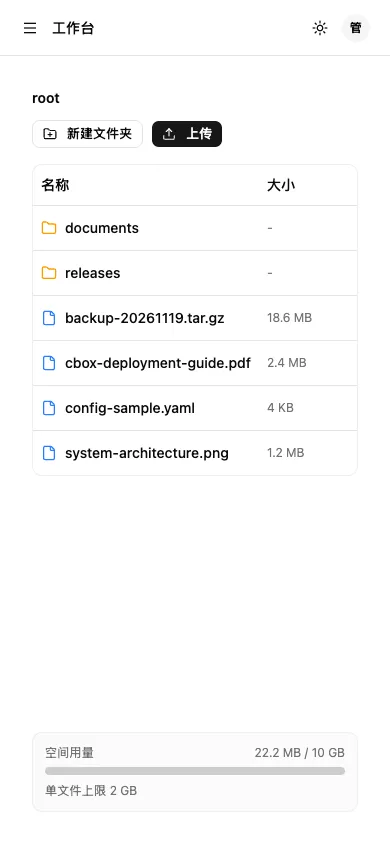 工作台 管
root
新建文件夹 上传
名称 大小
documents -
releases -
backup-20261119.tar.gz 18.6 MB
cbox-deployment-guide.pdf 2.4 MB
config-sample.yaml 4 KB
system-architecture.png 1.2 MB
空间用量 22.2 MB / 10 GB
单文件上限 2 GB